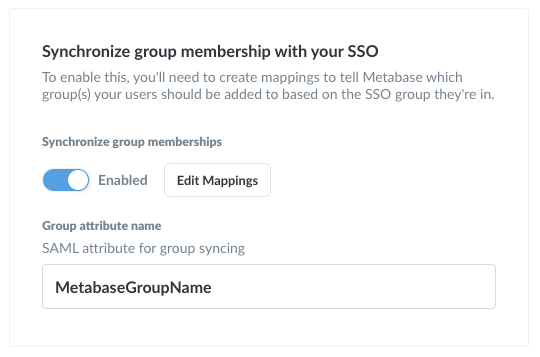 Synchronize group membership with your SSO
To enable this, you'll need to create mappings to tell Metabase which
group(s) your users should be added to based on the SSO group they're in.
Synchronize group memberships
Enabled
Edit Mappings
Group attribute name
SAML attribute for group syncing
MetabaseGroupName